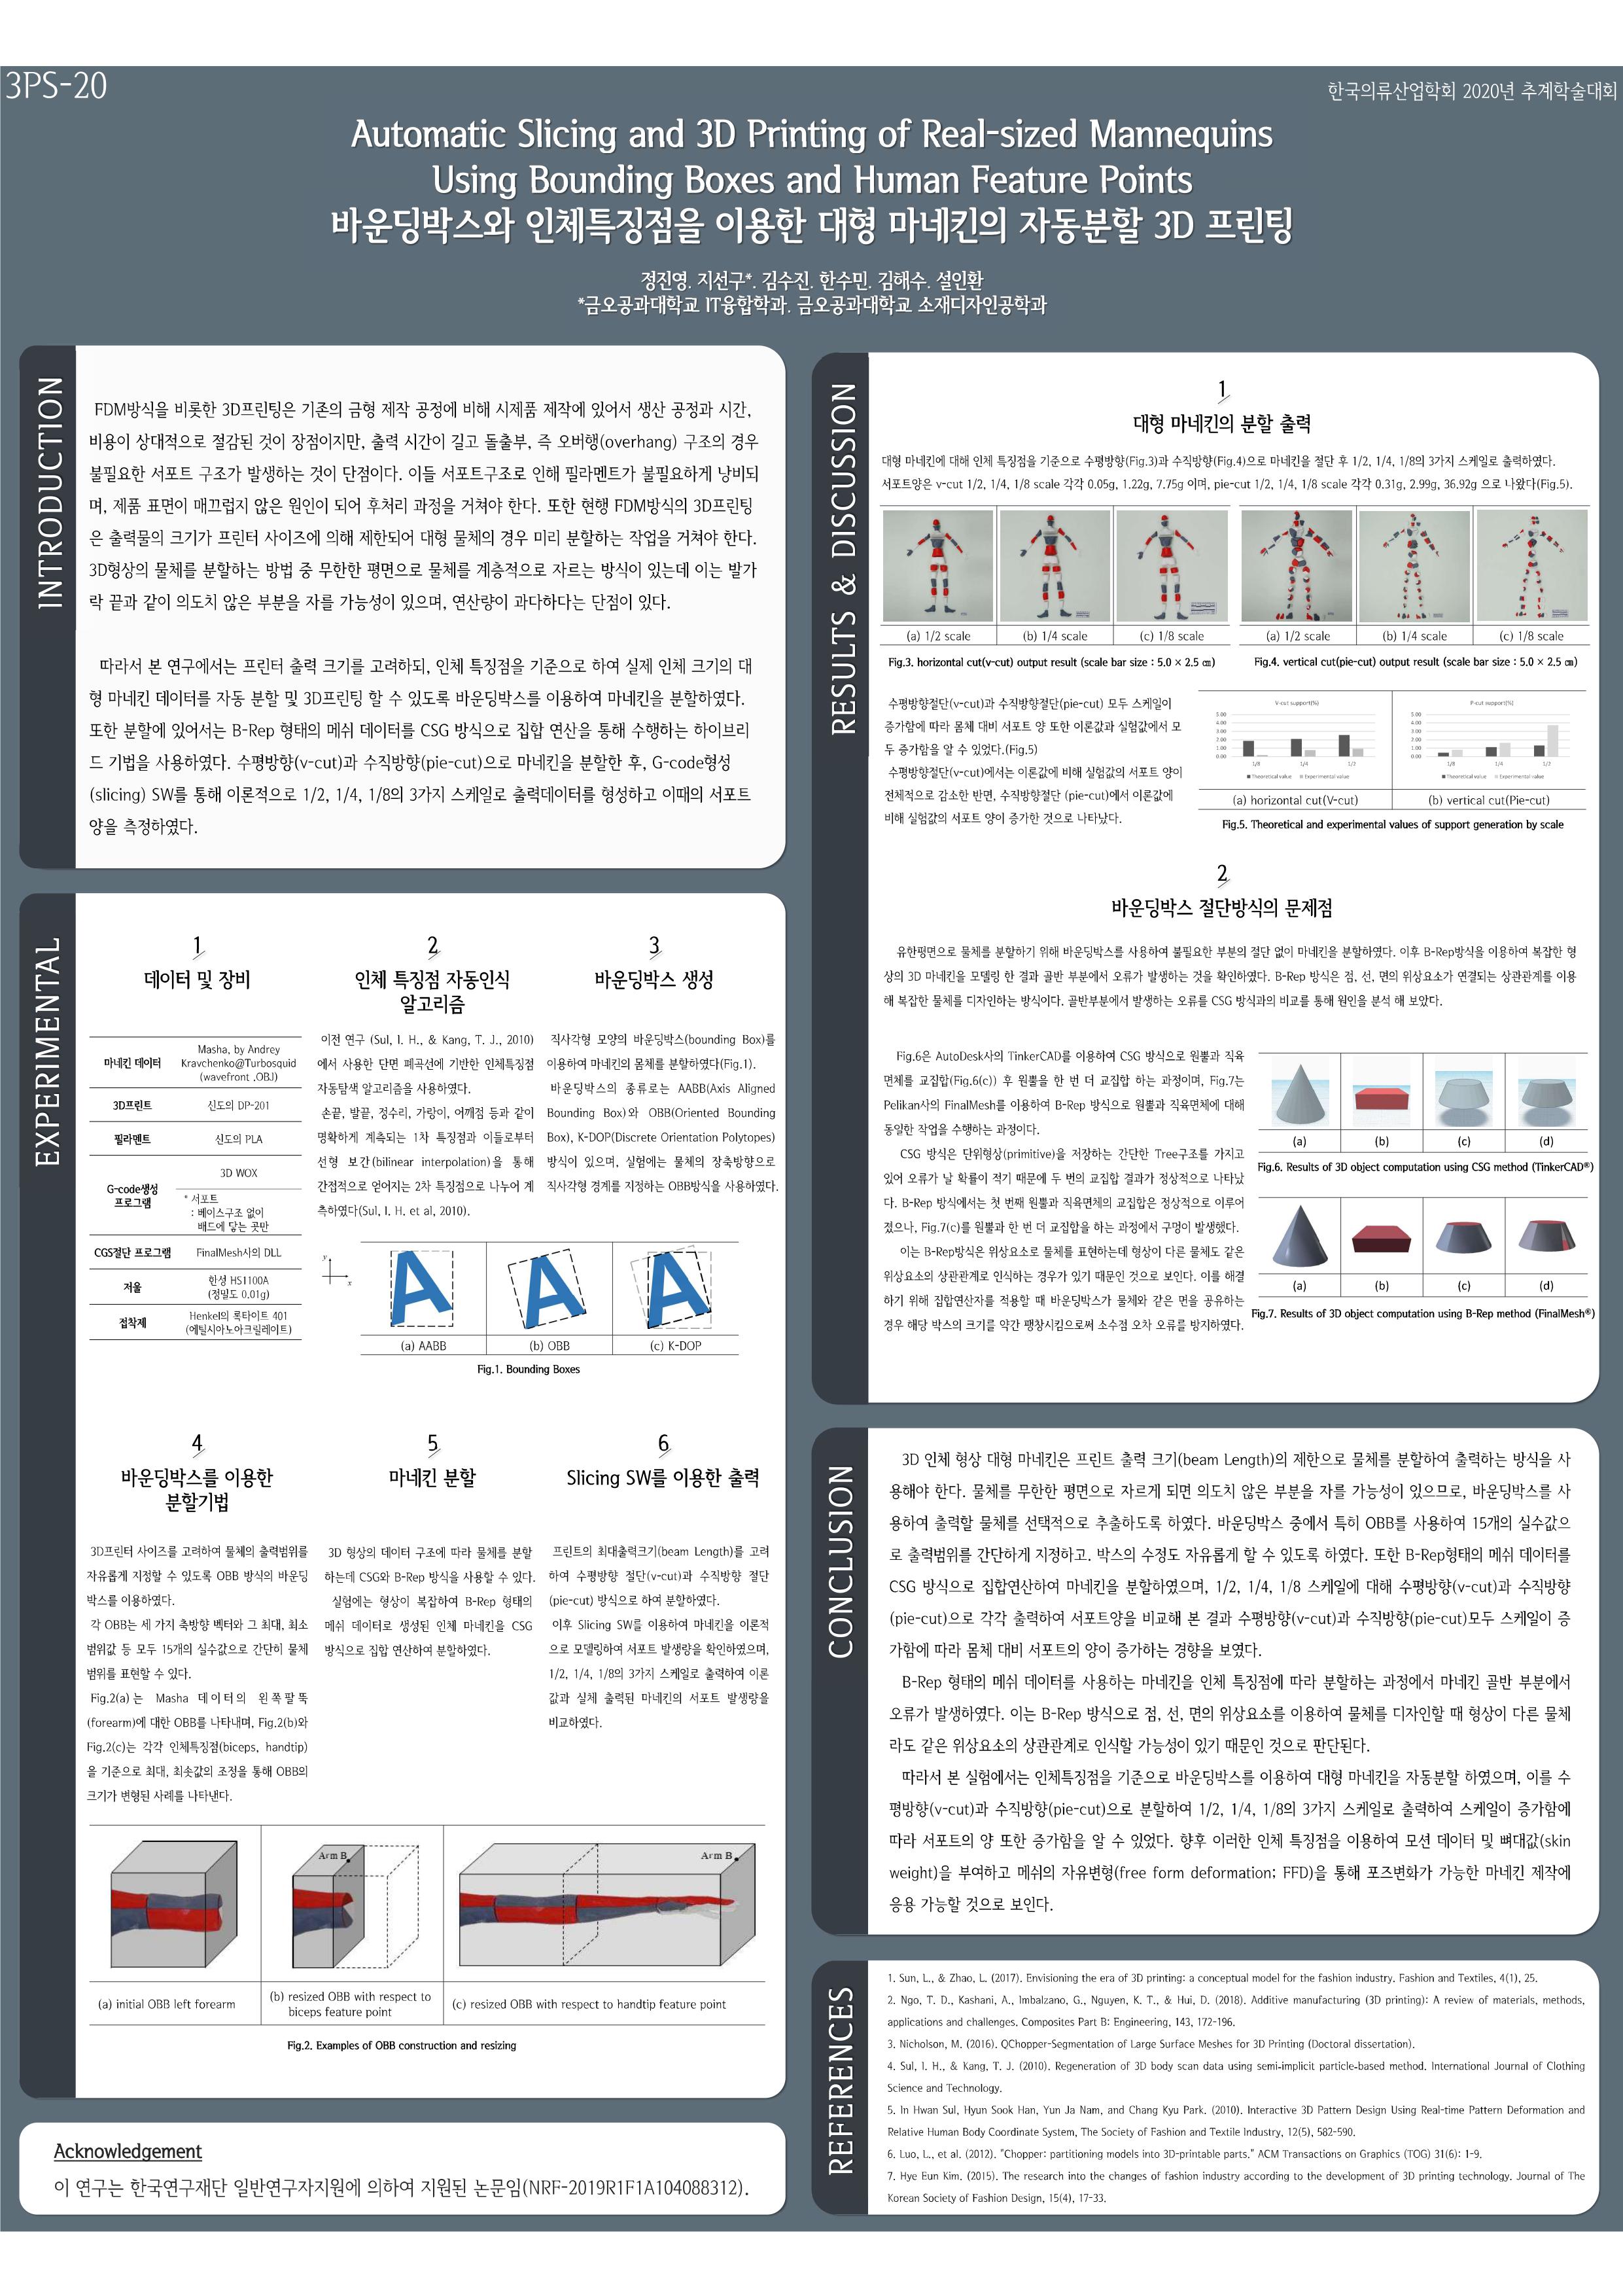 3PS-20
한국의류산업학회 2020년 추계학술대회
Automatic Slicing and 3D Printing of Real-sized Mannequins
Using Bounding Boxes and Human Feature Points
바운딩박스와 인체특징점을 이용한 대형 마네킨의 자동분할 3D 프린팅
정진영. 지선구*. 김수진. 한수민. 김해수. 설인환
*금오공과대학교 IT융합학과. 금오공과대학교 소재디자인공학과
INTRODUCTION
FDM방식을 비롯한 3D프린팅은 기존의 금형 제작 공정에 비해 시제품 제작에 있어서 생산 공정과 시간,
비용이 상대적으로 절감된 것이 장점이지만, 출력 시간이 길고 돌출부, 즉 오버행(overhang) 구조의 경우
불필요한 서포트 구조가 발생하는 것이 단점이다. 이들 서포트구조로 인해 필라멘트가 불필요하게 낭비되
며, 제품 표면이 매끄럽지 않은 원인이 되어 후처리 과정을 거쳐야 한다. 또한 현행 FDM방식의 3D프린팅
은 출력물의 크기가 프린터 사이즈에 의해 제한되어 대형 물체의 경우 미리 분할하는 작업을 거쳐야 한다.
3D형상의 물체를 분할하는 방법 중 무한한 평면으로 물체를 계층적으로 자르는 방식이 있는데 이는 발가
락 끝과 같이 의도치 않은 부분을 자를 가능성이 있으며, 연산량이 과다하다는 단점이 있다.
따라서 본 연구에서는 프린터 출력 크기를 고려하되, 인체 특징점을 기준으로 하여 실제 인체 크기의 대
형 마네킨 데이터를 자동 분할 및 3D프린팅 할 수 있도록 바운딩박스를 이용하여 마네킨을 분할하였다.
또한 분할에 있어서는 B-Rep 형태의 메쉬 데이터를 CSG 방식으로 집합 연산을 통해 수행하는 하이브리
드 기법을 사용하였다. 수평방향(v-cut)과 수직방향(pie-cut)으로 마네킨을 분할한 후, G-code형성
(slicing) SW를 통해 이론적으로 1/2, 1/4, 1/8의 3가지 스케일로 출력데이터를 형성하고 이때의 서포트
양을 측정하였다.
EXPERIMENTAL
1
데이터 및 장비
마네킨 데이터
Masha, by Andrey
Kravchenko@Turbosquid
(wavefront .OBJ)
3D프린트
신도의 DP-201
필라멘트
신도의 PLA
G-code생성
프로그램
3D WOX
* 서포트
: 베이스구조 없이
배드에 닿는 곳만
CGS절단 프로그램
FinalMesh사의 DLL
저울
한성 HS1100A
(정밀도 0.01g)
접착제
Henkel의 록타이트 401
(에틸시아노아크릴레이트)
2
인체 특징점 자동인식
알고리즘
이전 연구 (Sul, I. H., & Kang, T. J., 2010)
에서 사용한 단면 폐곡선에 기반한 인체특징점
자동탐색 알고리즘을 사용하였다.
손끝, 발끝, 정수리, 가랑이, 어깨점 등과 같이
명확하게 계측되는 1차 특징점과 이들로부터
선형 보간(bilinear interpolation)을 통해
간접적으로 얻어지는 2차 특징점으로 나누어 계
측하였다(Sul, I. H. et al, 2010).
3
바운딩박스 생성
직사각형 모양의 바운딩박스(bounding Box)를
이용하여 마네킨의 몸체를 분할하였다(Fig.1).
바운딩박스의 종류로는 AABB(Axis Aligned
Bounding Box)와 OBB(Oriented Bounding
Box), K-DOP(Discrete Orientation Polytopes)
방식이 있으며, 실험에는 물체의 장축방향으로
직사각형 경계를 지정하는 OBB방식을 사용하였다.
y
x
A A A
(a) AABB
(b) OBB
(c) K-DOP
Fig.1. Bounding Boxes
4
바운딩박스를 이용한
분할기법
3D프린터 사이즈를 고려하여 물체의 출력범위를
자유롭게 지정할 수 있도록 OBB 방식의 바운딩
박스를 이용하였다.
각 OBB는 세 가지 축방향 벡터와 그 최대, 최소
범위값 등 모두 15개의 실수값으로 간단히 물체
범위를 표현할 수 있다.
Fig.2(a)는 Masha 데이터의 왼쪽팔뚝
(forearm)에 대한 OBB를 나타내며, Fig.2(b)와
Fig.2(c)는 각각 인체특징점(biceps, handtip)
을 기준으로 최대, 최솟값의 조정을 통해 OBB의
크기가 변형된 사례를 나타낸다.
5
마네킨 분할
3D 형상의 데이터 구조에 따라 물체를 분할
하는데 CSG와 B-Rep 방식을 사용할 수 있다.
실험에는 형상이 복잡하여 B-Rep 형태의
메쉬 데이터로 생성된 인체 마네킨을 CSG
방식으로 집합 연산하여 분할하였다.
6
Slicing SW를 이용한 출력
프린트의 최대출력크기(beam Length)를 고려
하여 수평방향 절단(v-cut)과 수직방향 절단
(pie-cut) 방식으로 하여 분할하였다.
이후 Slicing SW를 이용하여 마네킨을 이론적
으로 모델링하여 서포트 발생량을 확인하였으며,
1/2, 1/4, 1/8의 3가지 스케일로 출력하여 이론
값과 실제 출력된 마네킨의 서포트 발생량을
비교하였다.
Arm B
Arm B
(a) initial OBB left forearm
(b) resized OBB with respect to
biceps feature point
(c) resized OBB with respect to handtip feature point
Fig.2. Examples of OBB construction and resizing
Acknowledgement
이 연구는 한국연구재단 일반연구자지원에 의하여 지원된 논문임(NRF-2019R1F1A104088312).
RESULTS & DISCUSSION
1
대형 마네킨의 분할 출력
대형 마네킨에 대해 인체 특징점을 기준으로 수평방향(Fig.3)과 수직방향(Fig.4)으로 마네킨을 절단 후 1/2, 1/4, 1/8의 3가지 스케일로 출력하였다.
서포트양은 v-cut 1/2, 1/4, 1/8 scale 각각 0.05g, 1.22g, 7.75g 이며, pie-cut 1/2, 1/4, 1/8 scale 각각 0.31g, 2.99g, 36.92g 으로 나왔다(Fig.5).
(a) 1/2 scale
(b) 1/4 scale
(c) 1/8 scale
(a) 1/2 scale
(b) 1/4 scale
(c) 1/8 scale
Fig.3. horizontal cut(v-cut) output result (scale bar size : 5.0 × 2.5 ㎝)
Fig.4. vertical cut(pie-cut) output result (scale bar size : 5.0 × 2.5 ㎝)
수평방향절단(v-cut)과 수직방향절단(pie-cut) 모두 스케일이
증가함에 따라 몸체 대비 서포트 양 또한 이론값과 실험값에서 모
두 증가함을 알 수 있었다.(Fig.5)
수평방향절단(v-cut)에서는 이론값에 비해 실험값의 서포트 양이
전체적으로 감소한 반면, 수직방향절단 (pie-cut)에서 이론값에
비해 실험값의 서포트 양이 증가한 것으로 나타났다.
V-cut support(%)
5.00
4.00
3.00
2.00
1.00
0.00
1/8 1/4 1/2
Theoretical value Experimental value
P-cut support(%)
5.00
4.00
3.00
2.00
1.00
0.00
1/8 1/4 1/2
Theoretical value Experimental value
(a) horizontal cut(V-cut)
(b) vertical cut(Pie-cut)
Fig.5. Theoretical and experimental values of support generation by scale
2
바운딩박스 절단방식의 문제점
유한평면으로 물체를 분할하기 위해 바운딩박스를 사용하여 불필요한 부분의 절단 없이 마네킨을 분할하였다. 이후 B-Rep방식을 이용하여 복잡한 형
상의 3D 마네킨을 모델링 한 결과 골반 부분에서 오류가 발생하는 것을 확인하였다. B-Rep 방식은 점, 선, 면의 위상요소가 연결되는 상관관계를 이용
해 복잡한 물체를 디자인하는 방식이다. 골반부분에서 발생하는 오류를 CSG 방식과의 비교를 통해 원인을 분석 해 보았다.
Fig.6은 AutoDesk사의 TinkerCAD를 이용하여 CSG 방식으로 원뿔과 직육
면체를 교집합(Fig.6(c)) 후 원뿔을 한 번 더 교집합 하는 과정이며, Fig.7는
Pelikan사의 FinalMesh를 이용하여 B-Rep 방식으로 원뿔과 직육면체에 대해
동일한 작업을 수행하는 과정이다.
CSG 방식은 단위형상(primitive)을 저장하는 간단한 Tree구조를 가지고
있어 오류가 날 확률이 적기 때문에 두 번의 교집합 결과가 정상적으로 나타났
다. B-Rep 방식에서는 첫 번째 원뿔과 직육면체의 교집합은 정상적으로 이루어
졌으나, Fig.7(c)를 원뿔과 한 번 더 교집합을 하는 과정에서 구멍이 발생했다.
이는 B-Rep방식은 위상요소로 물체를 표현하는데 형상이 다른 물체도 같은
위상요소의 상관관계로 인식하는 경우가 있기 때문인 것으로 보인다. 이를 해결
하기 위해 집합연산자를 적용할 때 바운딩박스가 물체와 같은 면을 공유하는
경우 해당 박스의 크기를 약간 팽창시킴으로써 소수점 오차 오류를 방지하였다.
(a) (b) (c) (d)
Fig.6. Results of 3D object computation using CSG method (TinkerCAD®)
(a) (b) (c) (d)
Fig.7. Results of 3D object computation using B-Rep method (FinalMesh®)
CONCLUSION
3D 인체 형상 대형 마네킨은 프린트 출력 크기(beam Length)의 제한으로 물체를 분할하여 출력하는 방식을 사
용해야 한다. 물체를 무한한 평면으로 자르게 되면 의도치 않은 부분을 자를 가능성이 있으므로, 바운딩박스를 사
용하여 출력할 물체를 선택적으로 추출하도록 하였다. 바운딩박스 중에서 특히 OBB를 사용하여 15개의 실수값으
로 출력범위를 간단하게 지정하고. 박스의 수정도 자유롭게 할 수 있도록 하였다. 또한 B-Rep형태의 메쉬 데이터를
CSG 방식으로 집합연산하여 마네킨을 분할하였으며, 1/2, 1/4, 1/8 스케일에 대해 수평방향(v-cut)과 수직방향
(pie-cut)으로 각각 출력하여 서포트양을 비교해 본 결과 수평방향(v-cut)과 수직방향(pie-cut)모두 스케일이 증
가함에 따라 몸체 대비 서포트의 양이 증가하는 경향을 보였다.
B-Rep 형태의 메쉬 데이터를 사용하는 마네킨을 인체 특징점에 따라 분할하는 과정에서 마네킨 골반 부분에서
오류가 발생하였다. 이는 B-Rep 방식으로 점, 선, 면의 위상요소를 이용하여 물체를 디자인할 때 형상이 다른 물체
라도 같은 위상요소의 상관관계로 인식할 가능성이 있기 때문인 것으로 판단된다.
따라서 본 실험에서는 인체특징점을 기준으로 바운딩박스를 이용하여 대형 마네킨을 자동분할 하였으며, 이를 수
평방향(v-cut)과 수직방향(pie-cut)으로 분할하여 1/2, 1/4, 1/8의 3가지 스케일로 출력하여 스케일이 증가함에
따라 서포트의 양 또한 증가함을 알 수 있었다. 향후 이러한 인체 특징점을 이용하여 모션 데이터 및 뼈대값(skin
weight)을 부여하고 메쉬의 자유변형(free form deformation; FFD)을 통해 포즈변화가 가능한 마네킨 제작에
응용 가능할 것으로 보인다.
REFERENCES
1. Sun, L., & Zhao, L. (2017). Envisioning the era of 3D printing: a conceptual model for the fashion industry. Fashion and Textiles, 4(1), 25.
2. Ngo, T. D., Kashani, A., Imbalzano, G., Nguyen, K. T., & Hui, D. (2018). Additive manufacturing (3D printing): A review of materials, methods,
applications and challenges. Composites Part B: Engineering, 143, 172-196.
3. Nicholson, M. (2016). QChopper-Segmentation of Large Surface Meshes for 3D Printing (Doctoral dissertation).
4. Sul, I. H., & Kang, T. J. (2010). Regeneration of 3D body scan data using semi-implicit particle-based method. International Journal of Clothing
Science and Technology.
5. In Hwan Sul, Hyun Sook Han, Yun Ja Nam, and Chang Kyu Park. (2010). Interactive 3D Pattern Design Using Real-time Pattern Deformation and
Relative Human Body Coordinate System, The Society of Fashion and Textile Industry, 12(5), 582-590.
6. Luo, L., et al. (2012). "Chopper: partitioning models into 3D-printable parts." ACM Transactions on Graphics (TOG) 31(6): 1-9.
7. Hye Eun Kim. (2015). The research into the changes of fashion industry according to the development of 3D printing technology. Journal of The
Korean Society of Fashion Design, 15(4), 17-33.